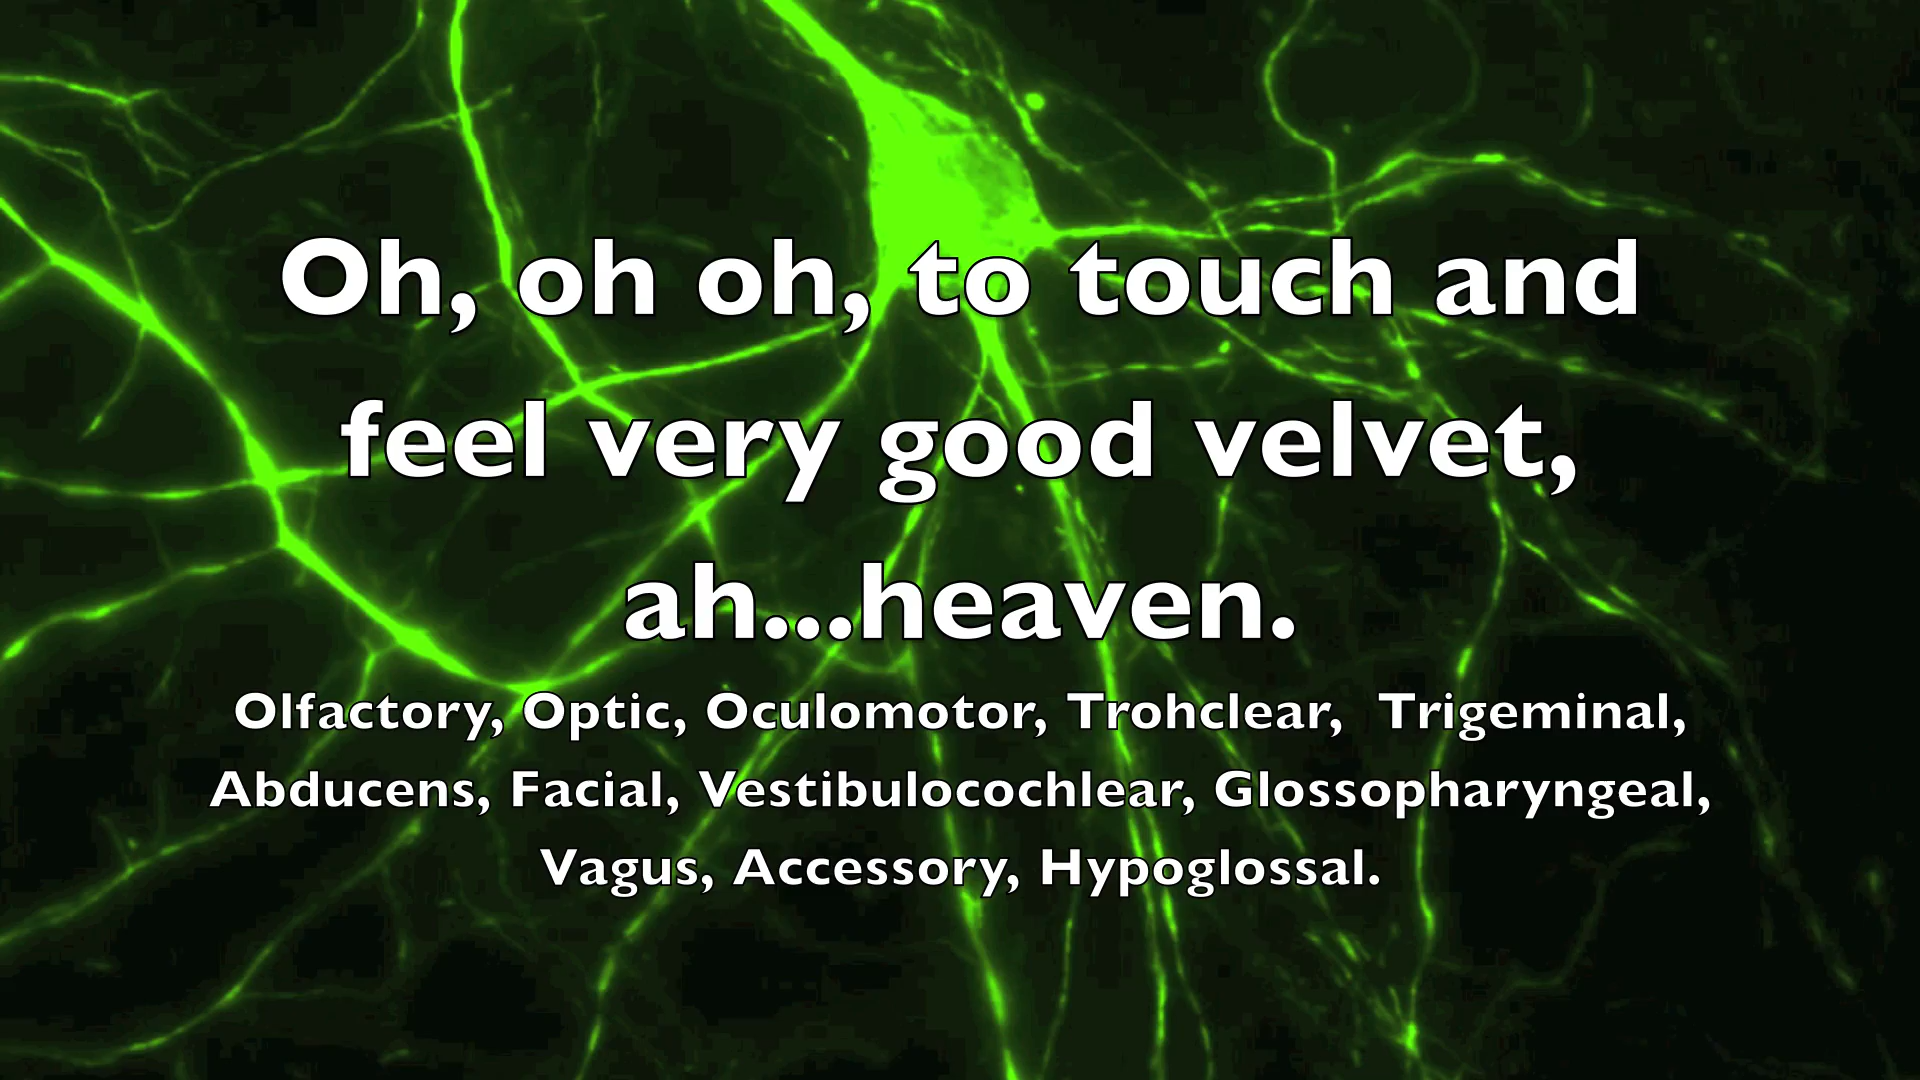 Oh, oh oh, to touch and
feel very good velvet,
ah...heaven.
Olfactory, Optic, Oculomotor, Trohclear, Trigeminal,
Abducens, Facial, Vestibulocochlear, Glossopharyngeal,
Vagus, Accessory, Hypoglossal.